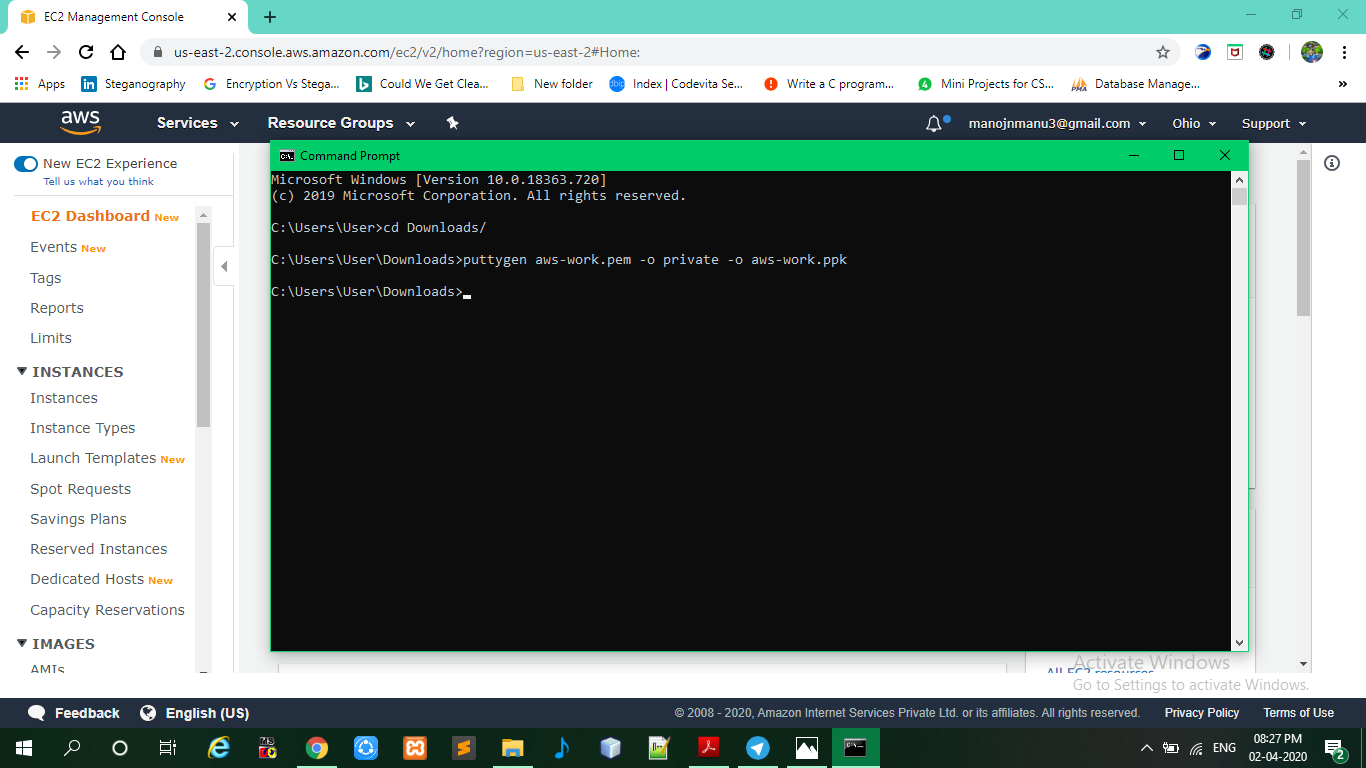 EC2 Management Console
us-east-2.console.aws.amazon.com/ec2/v2/home?region=us-east-2#Home:
Apps Steganography Encryption Vs Stega... Could We Get Clea... New folder Index | Codevita Se... Write a C program... Mini Projects for CS... Database Manage... »
aws Services Resource Groups manojnmanu3@gmail.com Ohio Support
New EC2 Experience
Tell us what you think
EC2 Dashboard New
Events New
Tags
Reports
Limits
INSTANCES
Instances
Instance Types
Launch Templates New
Spot Requests
Savings Plans
Reserved Instances
Dedicated Hosts New
Capacity Reservations
IMAGES
AMIs
Command Prompt
Microsoft Windows [Version 10.0.18363.720]
(c) 2019 Microsoft Corporation. All rights reserved.
C:\Users\User>cd Downloads/
C:\Users\User\Downloads>puttygen aws-work.pem -o private -o aws-work.ppk
C:\Users\User\Downloads>
All EC2 resources
Activate Windows
Go to Settings to activate Windows.
Feedback English (US) © 2008 - 2020, Amazon Internet Services Private Ltd. or its affiliates. All rights reserved. Privacy Policy Terms of Use
ENG 08:27 PM
02-04-2020
2